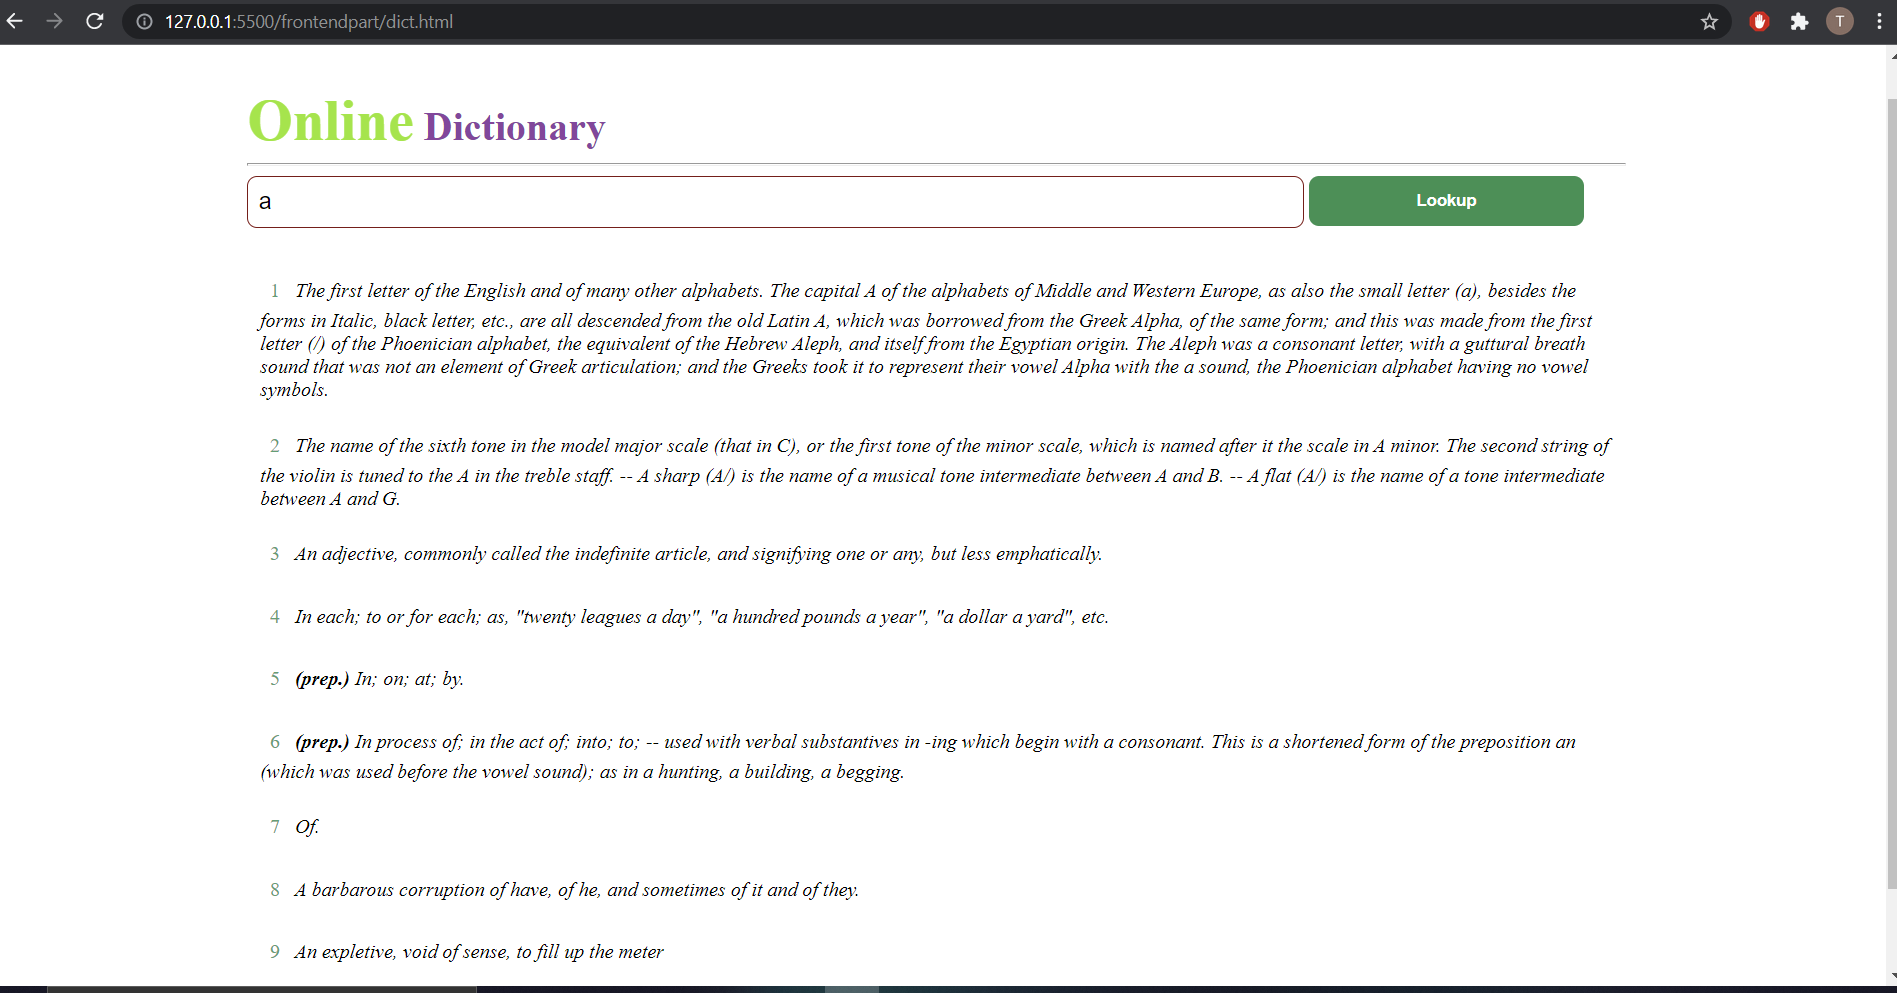 127.0.0.1:5500/frontendpart/dict.html
T
Online Dictionary
a
Lookup
1 The first letter of the English and of many other alphabets. The capital A of the alphabets of Middle and Western Europe, as also the small letter (a), besides the
forms in Italic, black letter, etc., are all descended from the old Latin A, which was borrowed from the Greek Alpha, of the same form; and this was made from the first
letter (/) of the Phoenician alphabet, the equivalent of the Hebrew Aleph, and itself from the Egyptian origin. The Aleph was a consonant letter, with a guttural breath
sound that was not an element of Greek articulation; and the Greeks took it to represent their vowel Alpha with the a sound, the Phoenician alphabet having no vowel
symbols.
2 The name of the sixth tone in the model major scale (that in C), or the first tone of the minor scale, which is named after it the scale in A minor. The second string of
the violin is tuned to the A in the treble staff. -- A sharp (A/) is the name of a musical tone intermediate between A and B. -- A flat (A/) is the name of a tone intermediate
between A and G.
3 An adjective, commonly called the indefinite article, and signifying one or any, but less emphatically.
4 In each; to or for each; as, "twenty leagues a day", "a hundred pounds a year", "a dollar a yard", etc.
5 (prep.) In; on; at; by.
6 (prep.) In process of; in the act of; into; to; -- used with verbal substantives in -ing which begin with a consonant. This is a shortened form of the preposition an
(which was used before the vowel sound); as in a hunting, a building, a begging.
7 Of.
8 A barbarous corruption of have, of he, and sometimes of it and of they.
9 An expletive, void of sense, to fill up the meter